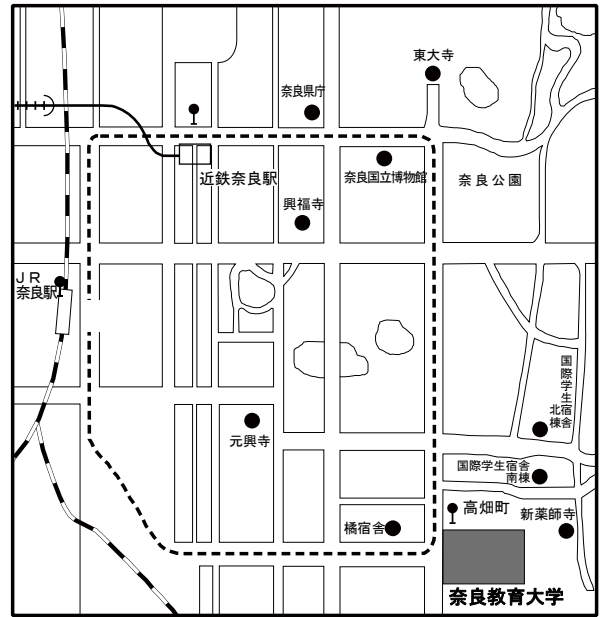 東大寺
奈良県庁
近鉄奈良駅
奈良国立博物館
奈良公園
興福寺
ＪＲ
奈良駅
国際学生宿舎
北棟
元興寺
国際学生宿舎
南棟
高畑町
新薬師寺
橘宿舎
奈良教育大学